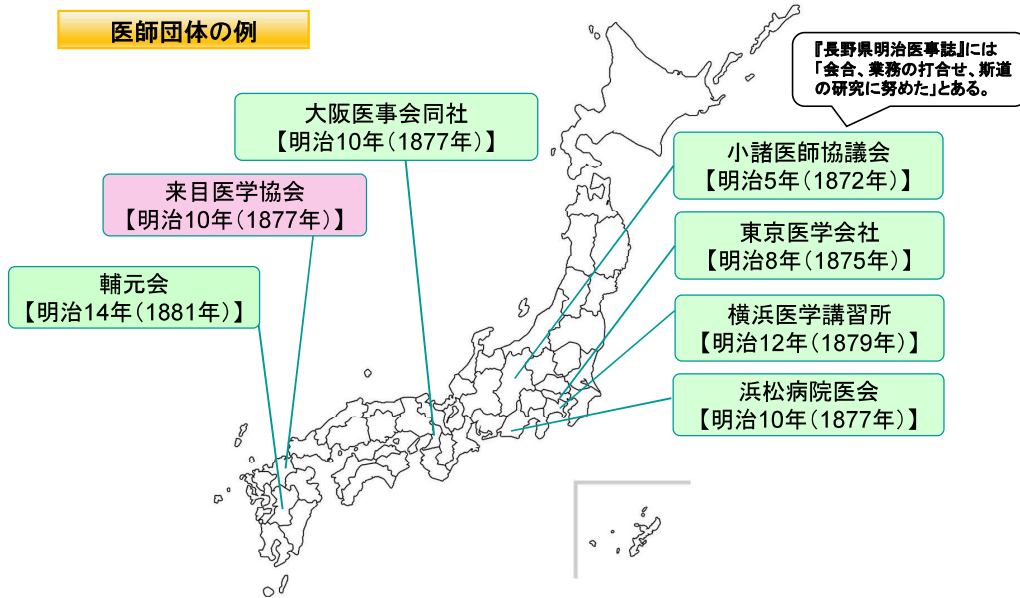 医師団体の例
『長野県明治医事誌』には
「会合、業務の打合せ、斯道
の研究に努めた」とある。
大阪医事会同社
【明治10年（1877年）】
小諸医師協議会
【明治5年（1872年）】
来目医学協会
【明治10年（1877年）】
東京医学会社
【明治8年（1875年）】
輔元会
【明治14年（1881年）】
横浜医学講習所
【明治12年（1879年）】
浜松病院医会
【明治10年（1877年）】